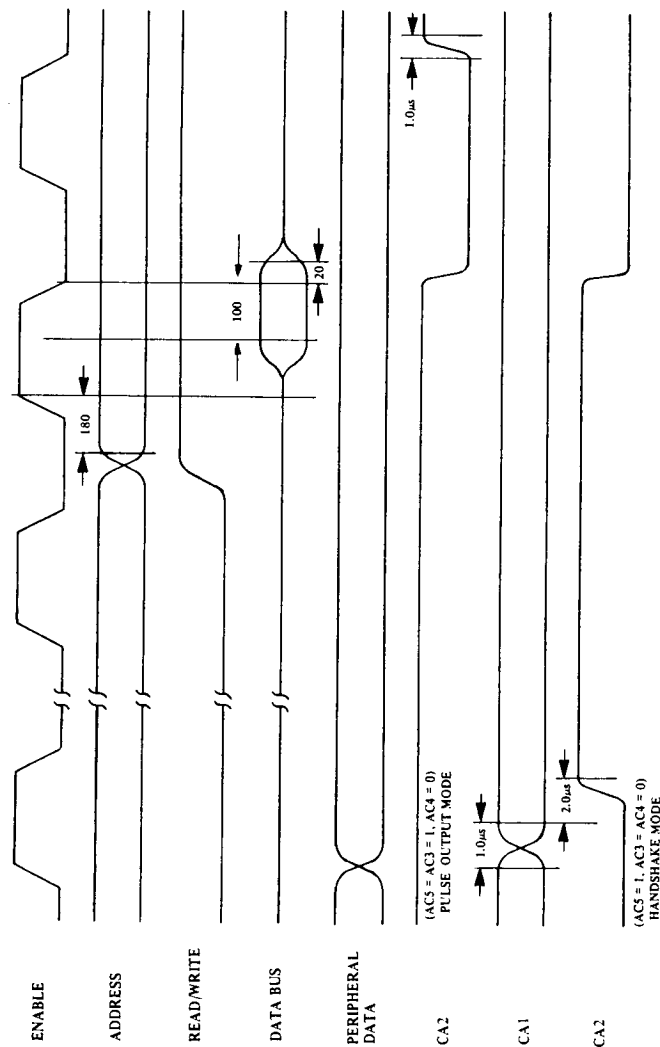 ENABLE
ADDRESS
180
READ/WRITE
DATA BUS
100
20
PERIPHERAL
DATA
(AC5 = AC3 = 1, AC4 = 0)
PULSE OUTPUT MODE
CA2
1.0μs
CA1
1.0μs
2.0μs
CA2
(AC5 = 1, AC3 = AC4 = 0)
HANDSHAKE MODE